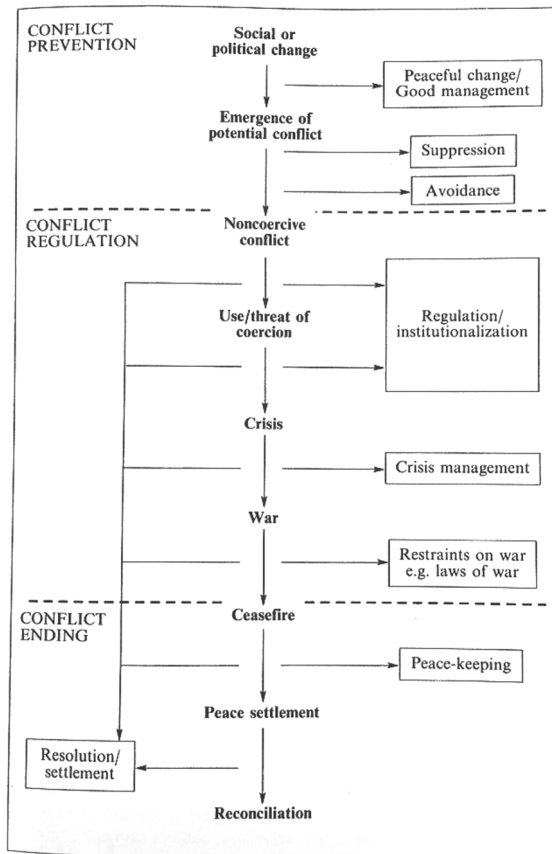 CONFLICT
PREVENTION
Social or
political change
Peaceful change/
Good management
Emergence of
potential conflict
Suppression
Avoidance
CONFLICT
REGULATION
Noncoercive
conflict
Use/threat of
coercion
Regulation/
institutionalization
Crisis
Crisis management
War
Restraints on war
e.g. laws of war
CONFLICT
ENDING
Ceasefire
Peace-keeping
Peace settlement
Resolution/
settlement
Reconciliation